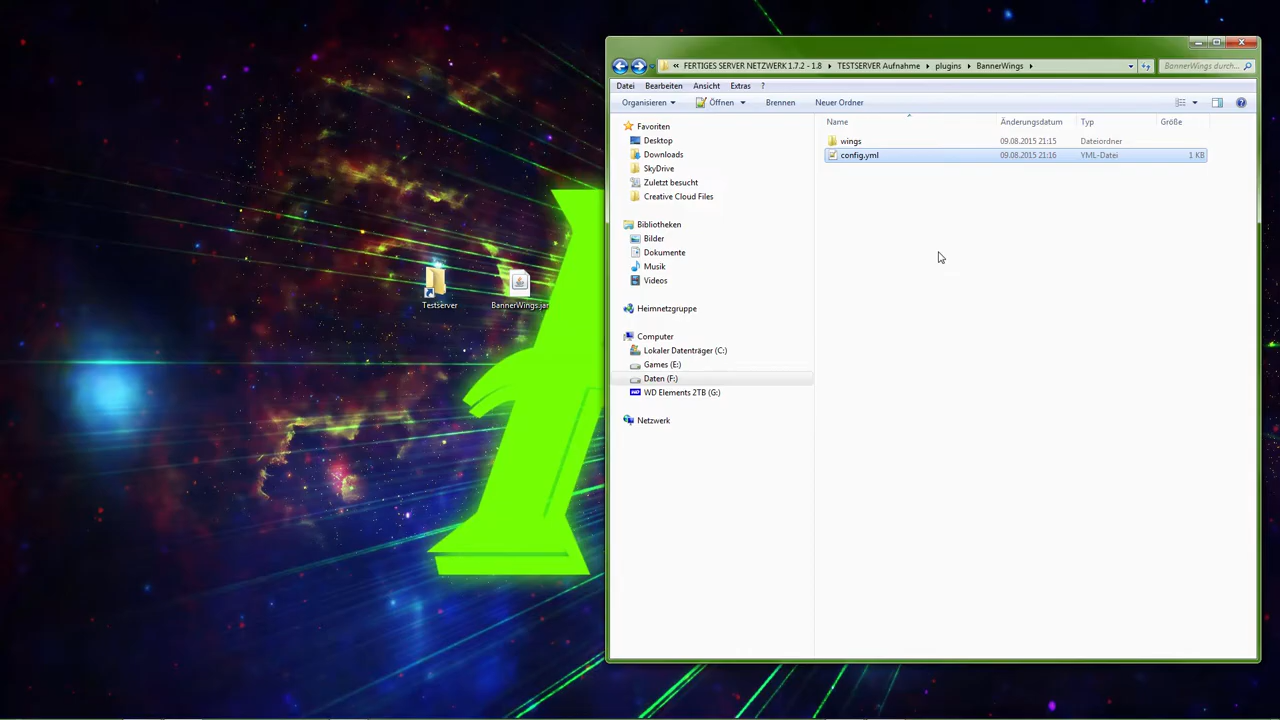 « FERTIGES SERVER NETZWERK 1.7.2 - 1.8 TESTSERVER Aufnahme plugins BannerWings
BannerWings durch...
Datei Bearbeiten Ansicht Extras ?
Organisieren Öffnen Brennen Neuer Ordner
Name Änderungsdatum Typ Größe
Favoriten
Desktop
Downloads
SkyDrive
Zuletzt besucht
Creative Cloud Files
Bibliotheken
Bilder
Dokumente
Musik
Videos
Heimnetzgruppe
Computer
Lokaler Datenträger (C:)
Games (E:)
Daten (F:)
WD Elements 2TB (G:)
Netzwerk
wings 09.08.2015 21:15 Dateiordner
config.yml 09.08.2015 21:16 YML-Datei 1 KB
Testserver
BannerWings.jar